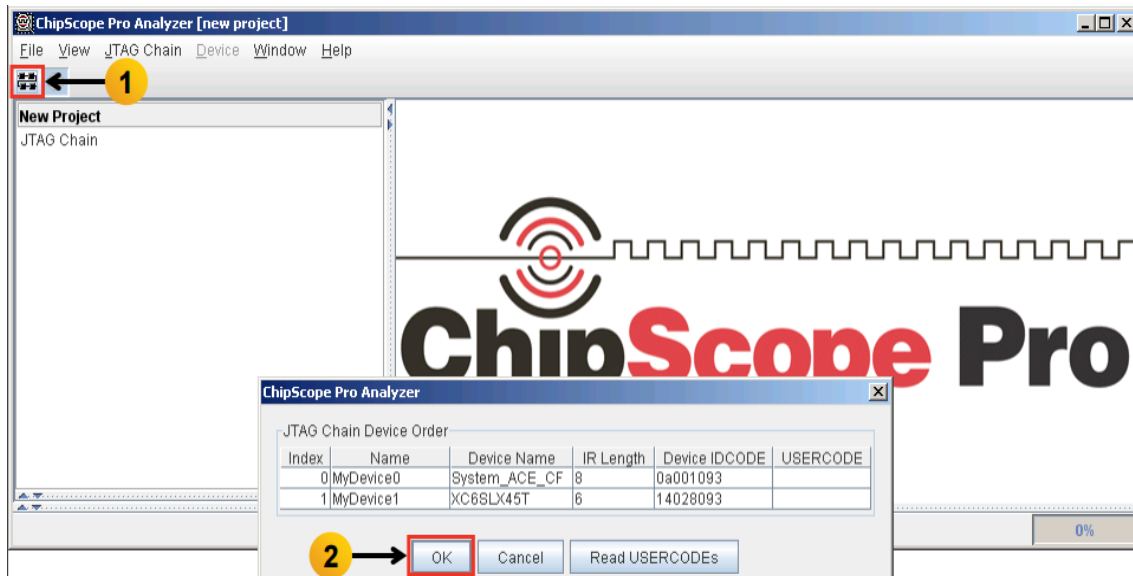 ChipScope Pro Analyzer [new project]
File View JTAG Chain Device Window Help
1
New Project
JTAG Chain
ChipScope Pro
ChipScope Pro Analyzer
JTAG Chain Device Order
Index Name Device Name IR Length Device IDCODE USERCODE
0 MyDevice0 System_ACE_CF 8 0a001093
1 MyDevice1 XC6SLX45T 6 14028093
0%
2 OK Cancel Read USERCODEs